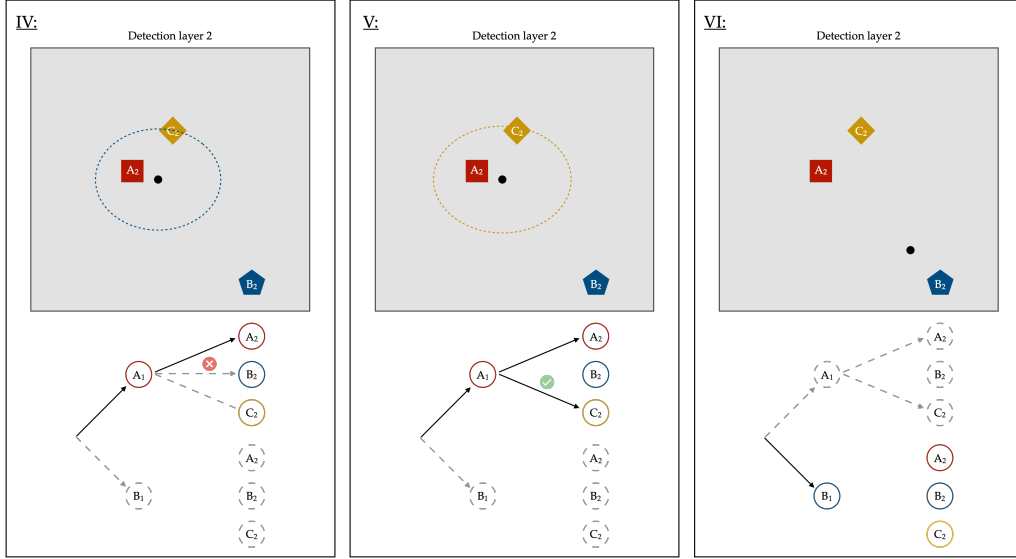 IV:
Detection layer 2
C₂
A₂
B₂
A₂
A₁
B₂
C₂
A₂
B₁
B₂
C₂
V:
Detection layer 2
C₂
A₂
B₂
A₂
A₁
B₂
C₂
A₂
B₁
B₂
C₂
VI:
Detection layer 2
C₂
A₂
B₂
A₂
A₁
B₂
C₂
A₂
B₁
B₂
C₂